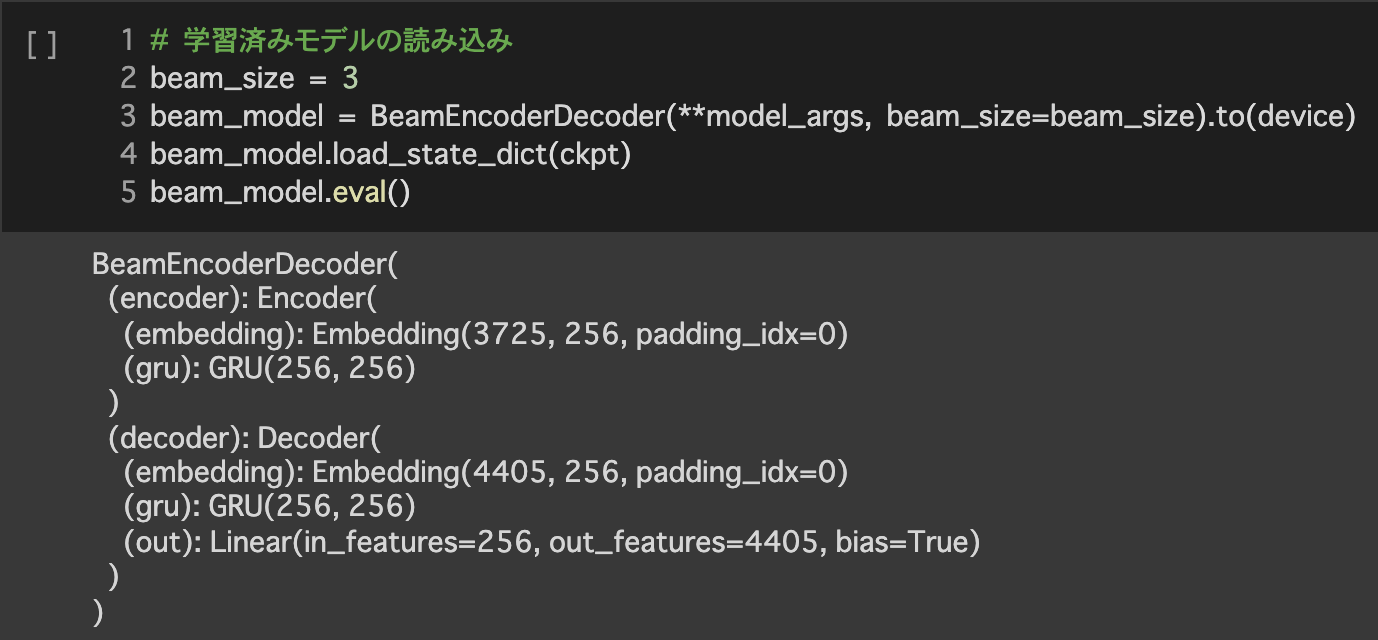 [ ]
1 # 学習済みモデルの読み込み
2 beam_size = 3
3 beam_model = BeamEncoderDecoder(**model_args, beam_size=beam_size).to(device)
4 beam_model.load_state_dict(ckpt)
5 beam_model.eval()
BeamEncoderDecoder(
  (encoder): Encoder(
    (embedding): Embedding(3725, 256, padding_idx=0)
    (gru): GRU(256, 256)
  )
  (decoder): Decoder(
    (embedding): Embedding(4405, 256, padding_idx=0)
    (gru): GRU(256, 256)
    (out): Linear(in_features=256, out_features=4405, bias=True)
  )
)